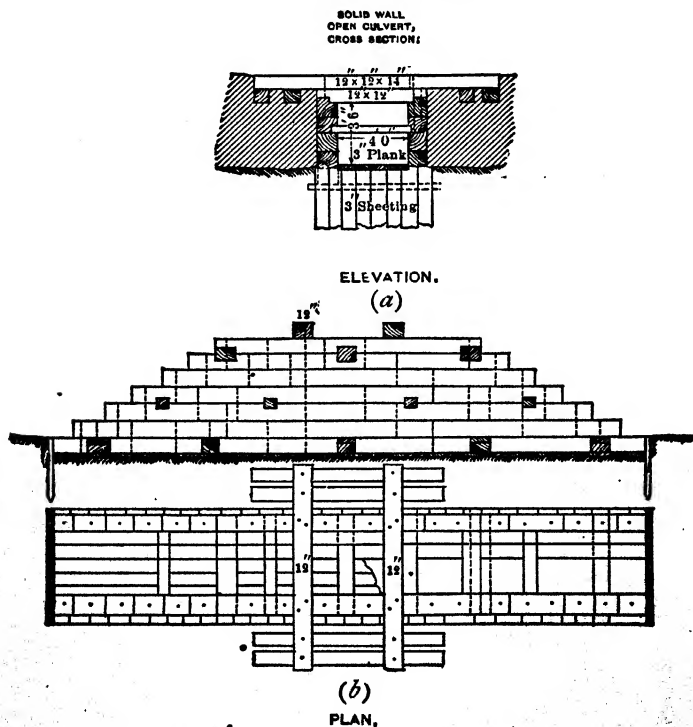 SOLID WALL
OPEN CULVERT,
CROSS SECTION:
12" × 12" × 14"
12" × 12"
3' 6"
4' 0"
3" Plank
3" Sheeting
ELEVATION.
(a)
12"
12"
12"
(b)
PLAN.